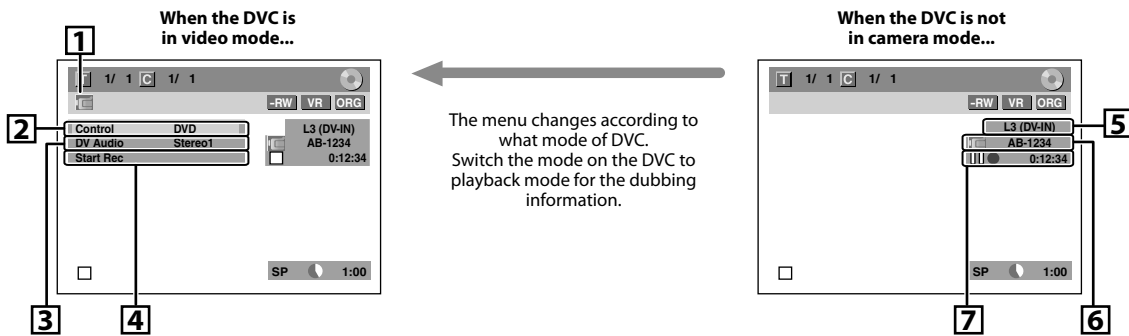 When the DVC is
in video mode...
1
T 1/ 1 C 1/ 1
-RW VR ORG
2
Control DVD
DV Audio Stereo1
Start Rec
L3 (DV-IN)
AB-1234
0:12:34
SP 1:00
3
4
The menu changes according to
what mode of DVC.
Switch the mode on the DVC to
playback mode for the dubbing
information.
When the DVC is not
in camera mode...
T 1/ 1 C 1/ 1
-RW VR ORG
L3 (DV-IN)
5
AB-1234
0:12:34
SP 1:00
7
6